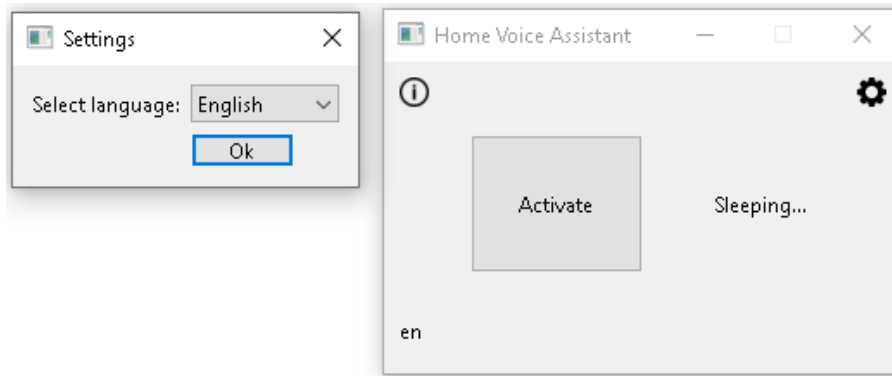 Settings
Select language: English
Ok
Home Voice Assistant
Activate
Sleeping...
en